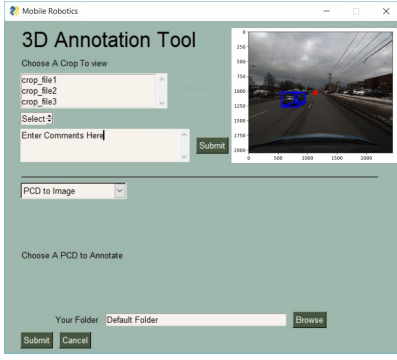 Mobile Robotics
3D Annotation Tool
Choose A Crop To view
crop_file1
crop_file2
crop_file3
Select
Enter Comments Here
Submit
0
250
500
750
1000
1250
1500
1750
2000
0 500 1000 1500 2000
PCD to Image
Choose A PCD to Annotate
Your Folder Default Folder Browse
Submit Cancel